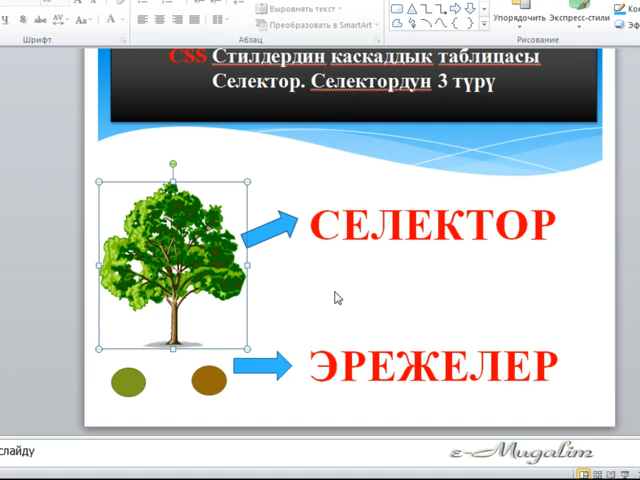 Выровнять текст
Преобразовать в SmartArt
Упорядочить
Экспресс-стили
Шрифт
Абзац
Рисование
CSS Стилдердин каскаддык таблицасы
Селектор. Селектордун 3 түрү
СЕЛЕКТОР
ЭРЕЖЕЛЕР
слайду
e-Mugalim